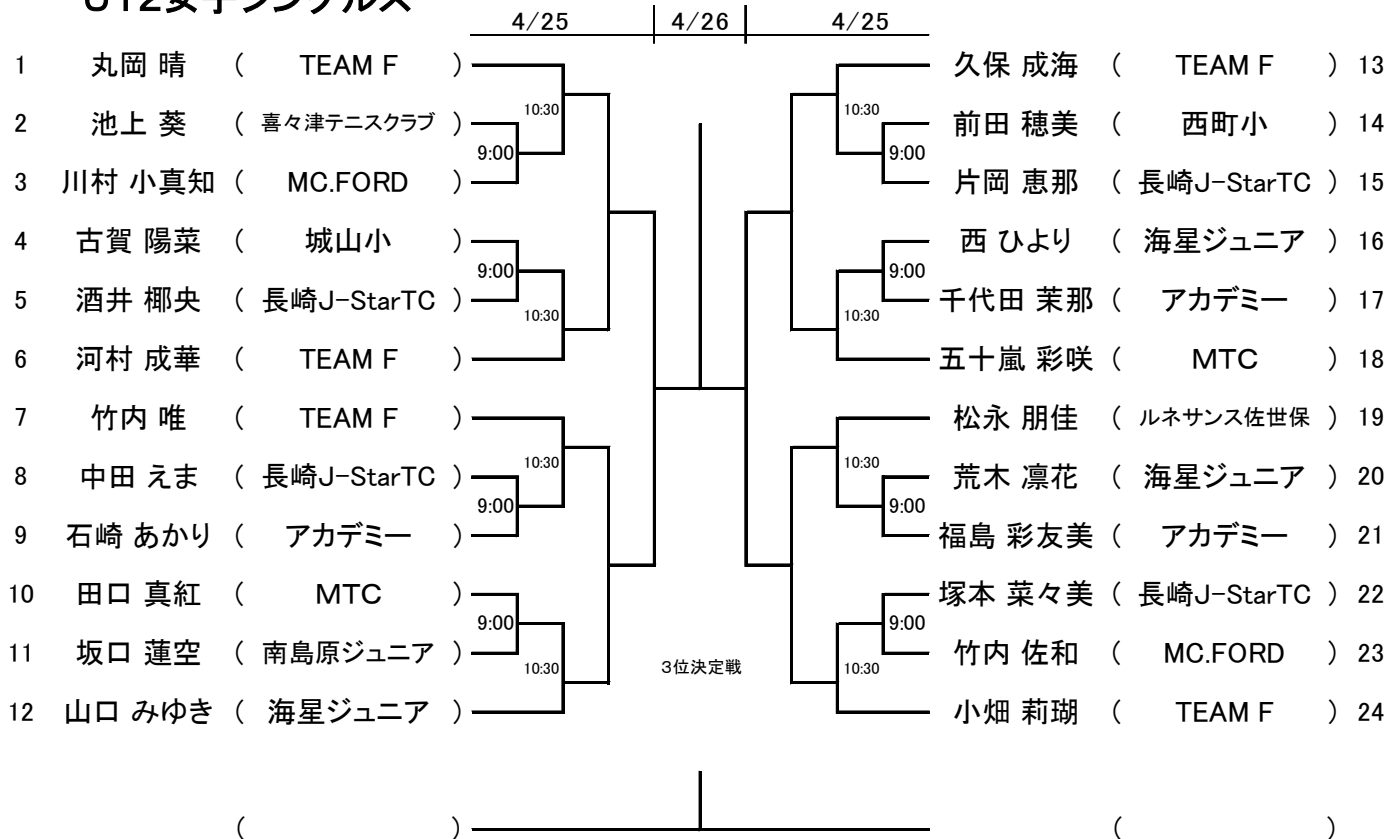 U12女子シングルス
4/25 4/26 4/25
1 丸岡 晴 ( TEAM F ) 久保 成海 ( TEAM F ) 13
10:30 10:30
2 池上 葵 ( 喜々津テニスクラブ ) 前田 穂美 ( 西町小 ) 14
9:00 9:00
3 川村 小真知 ( MC.FORD ) 片岡 恵那 ( 長崎J-StarTC ) 15
4 古賀 陽菜 ( 城山小 ) 西 ひより ( 海星ジュニア ) 16
9:00 9:00
5 酒井 椰央 ( 長崎J-StarTC ) 千代田 茉那 ( アカデミー ) 17
10:30 10:30
6 河村 成華 ( TEAM F ) 五十嵐 彩咲 ( MTC ) 18
7 竹内 唯 ( TEAM F ) 松永 朋佳 ( ルネサンス佐世保 ) 19
10:30 10:30
8 中田 えま ( 長崎J-StarTC ) 荒木 凛花 ( 海星ジュニア ) 20
9:00 9:00
9 石崎 あかり ( アカデミー ) 福島 彩友美 ( アカデミー ) 21
10 田口 真紅 ( MTC ) 塚本 菜々美 ( 長崎J-StarTC ) 22
9:00 9:00
11 坂口 蓮空 ( 南島原ジュニア ) 竹内 佐和 ( MC.FORD ) 23
10:30 3位決定戦 10:30
12 山口 みゆき ( 海星ジュニア ) 小畑 莉瑚 ( TEAM F ) 24
( ) ( )